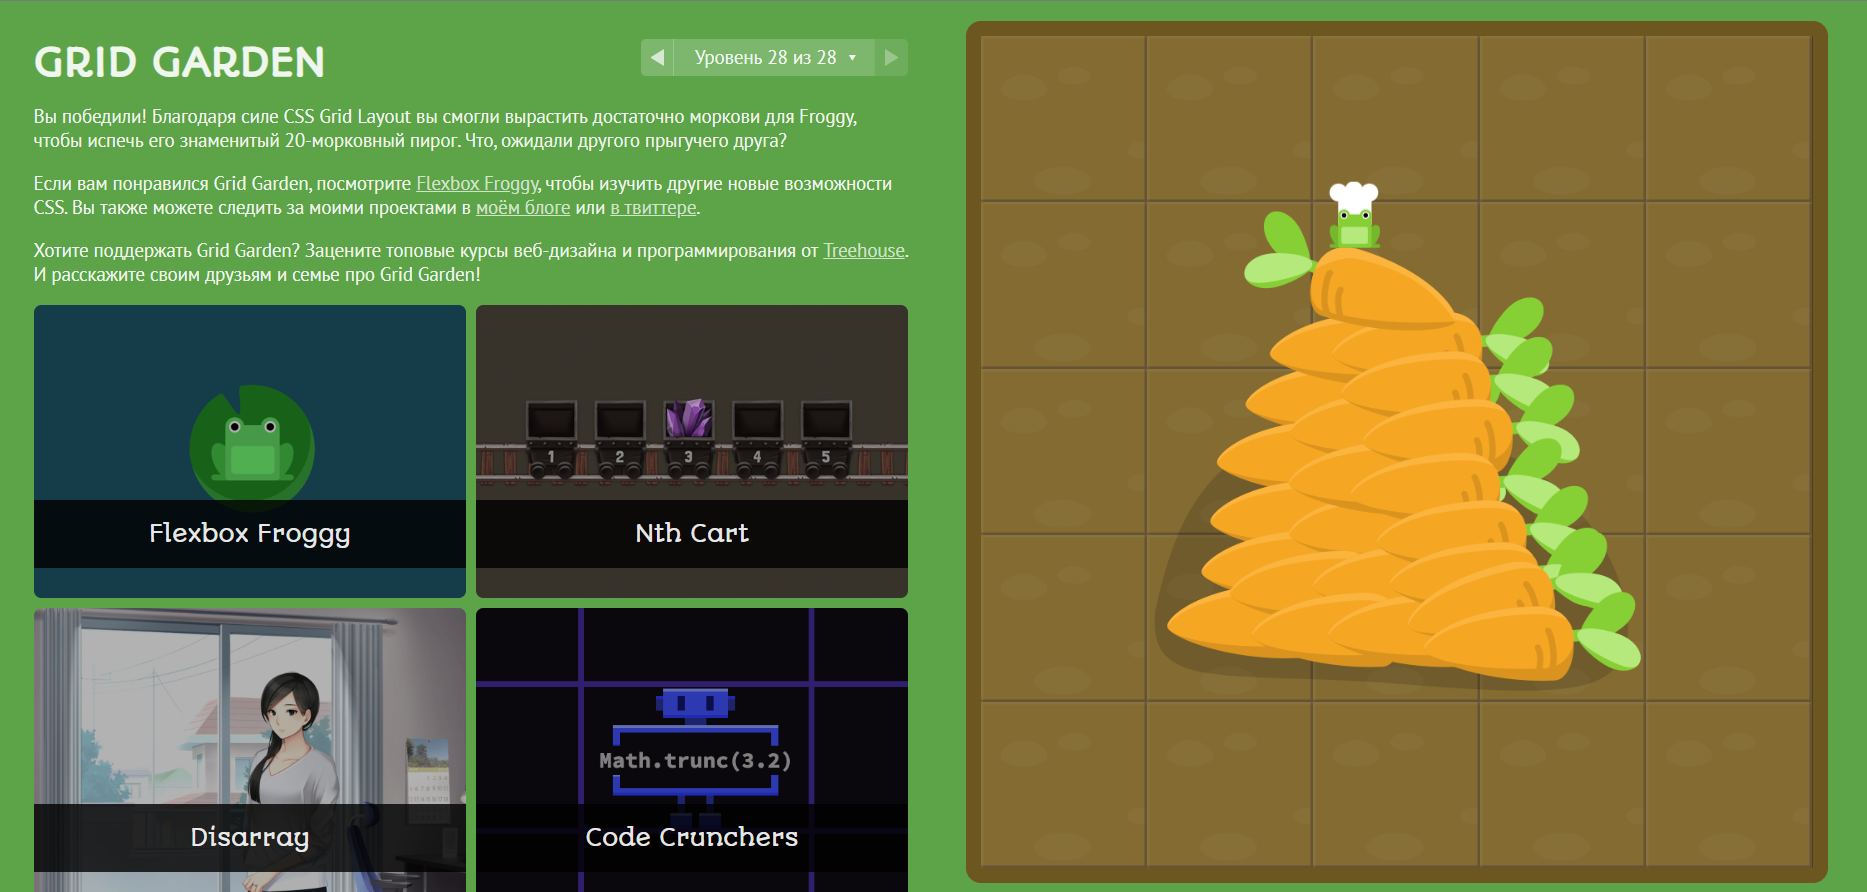 GRID GARDEN
Уровень 28 из 28
Вы победили! Благодаря силе CSS Grid Layout вы смогли вырастить достаточно моркови для Froggy,
чтобы испечь его знаменитый 20-морковный пирог. Что, ожидали другого прыгучего друга?
Если вам понравился Grid Garden, посмотрите Flexbox Froggy, чтобы изучить другие новые возможности
CSS. Вы также можете следить за моими проектами в моём блоге или в твиттере.
Хотите поддержать Grid Garden? Зацените топовые курсы веб-дизайна и программирования от Treehouse.
И расскажите своим друзьям и семье про Grid Garden!
Flexbox Froggy
1 2 3 4 5
Nth Cart
Disarray
Math.trunc(3.2)
Code Crunchers